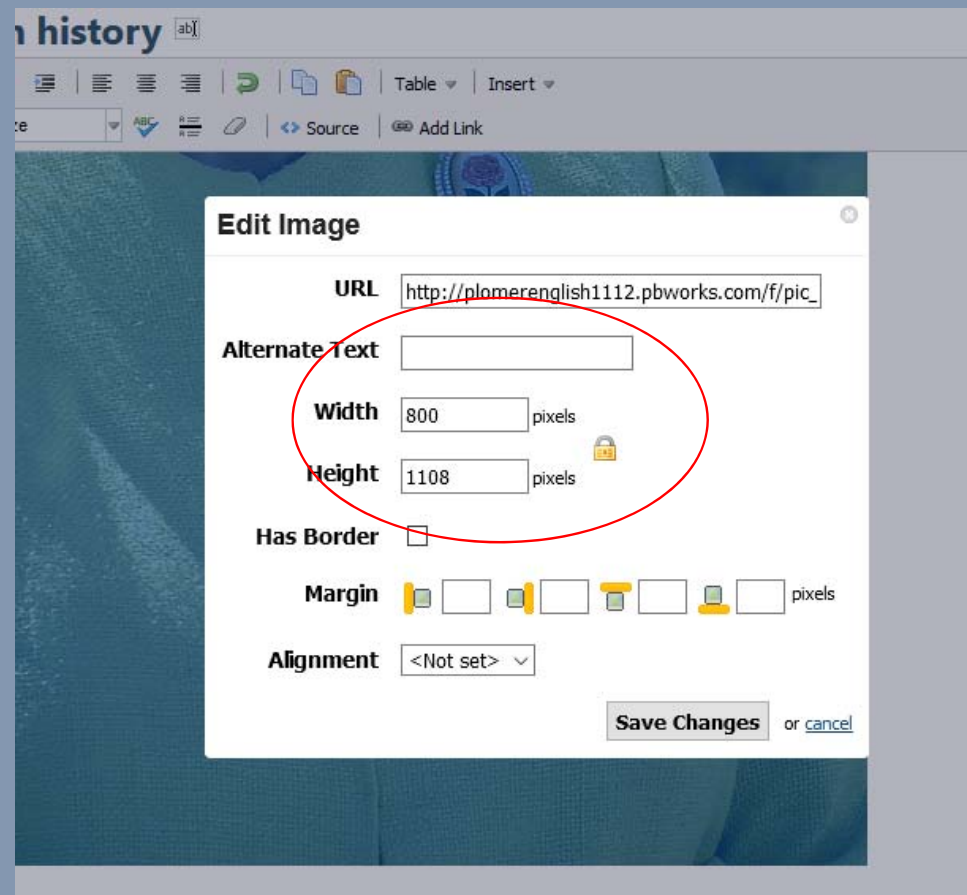 history
Table Insert
ABC Source Add Link
Edit Image
URL http://plomerenglish1112.pbworks.com/f/pic_
Alternate Text
Width 800 pixels
Height 1108 pixels
Has Border
Margin pixels
Alignment <Not set>
Save Changes or cancel